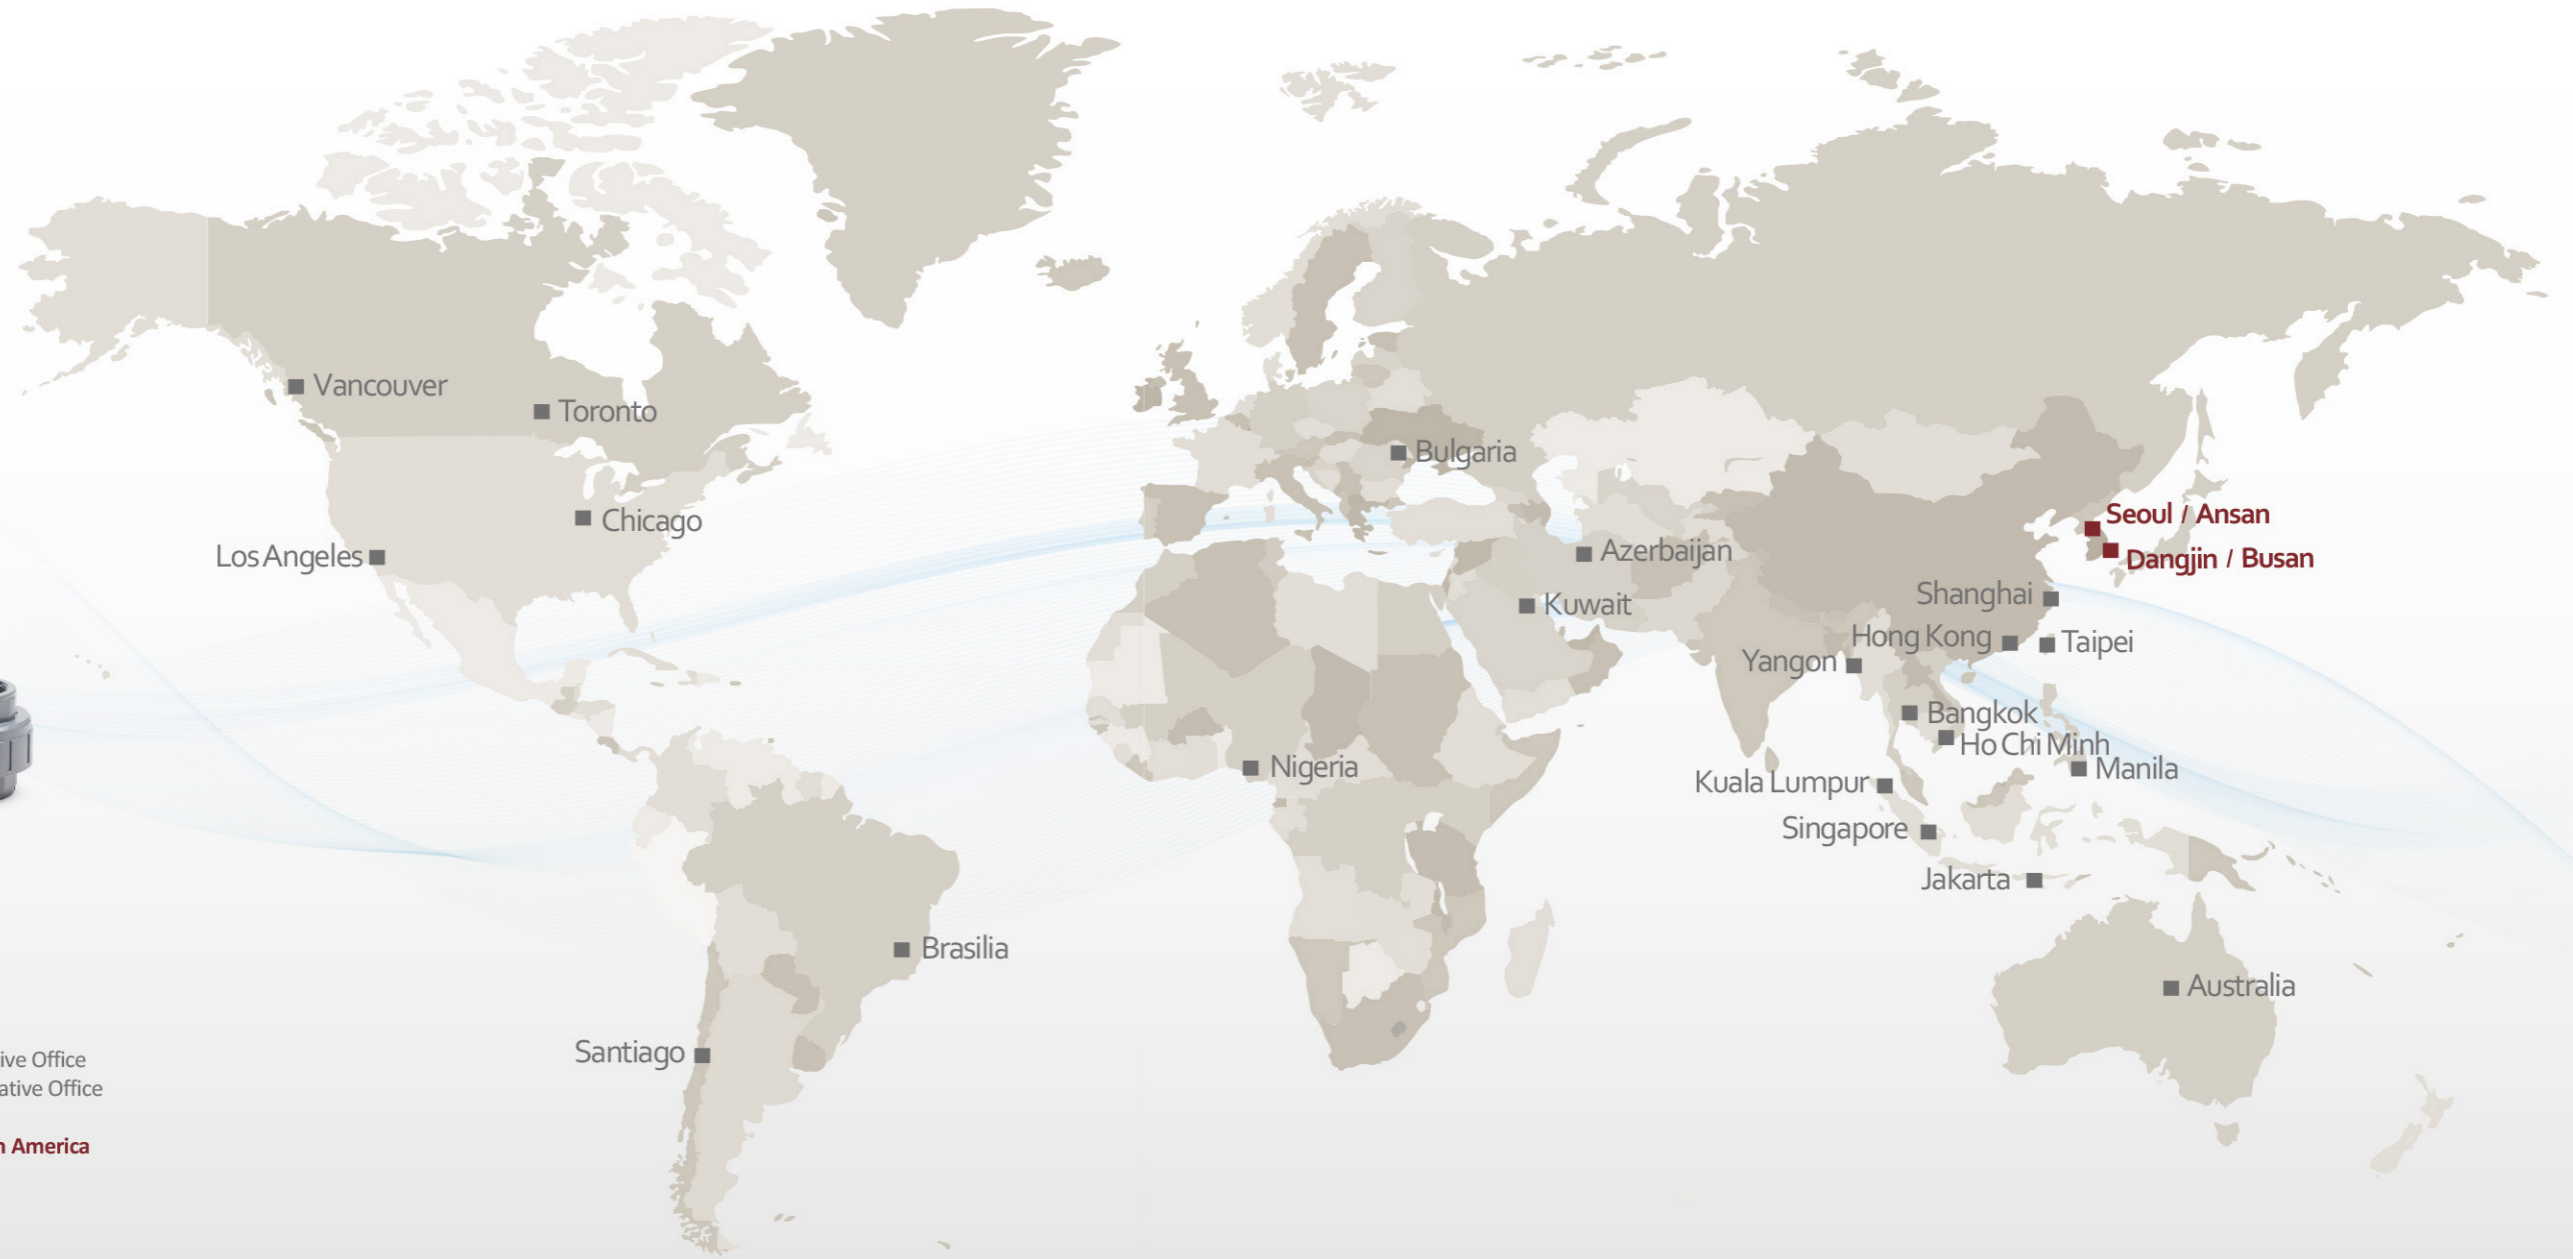 Vancouver
Toronto
Bulgaria
Chicago
Seoul / Ansan
Los Angeles
Azerbaijan
Dangjin / Busan
Shanghai
Kuwait
Hong Kong
Taipei
Yangon
Bangkok
Ho Chi Minh
Nigeria
Manila
Kuala Lumpur
Singapore
Jakarta
Brasilia
Australia
Santiago
ive Office
ative Office
America